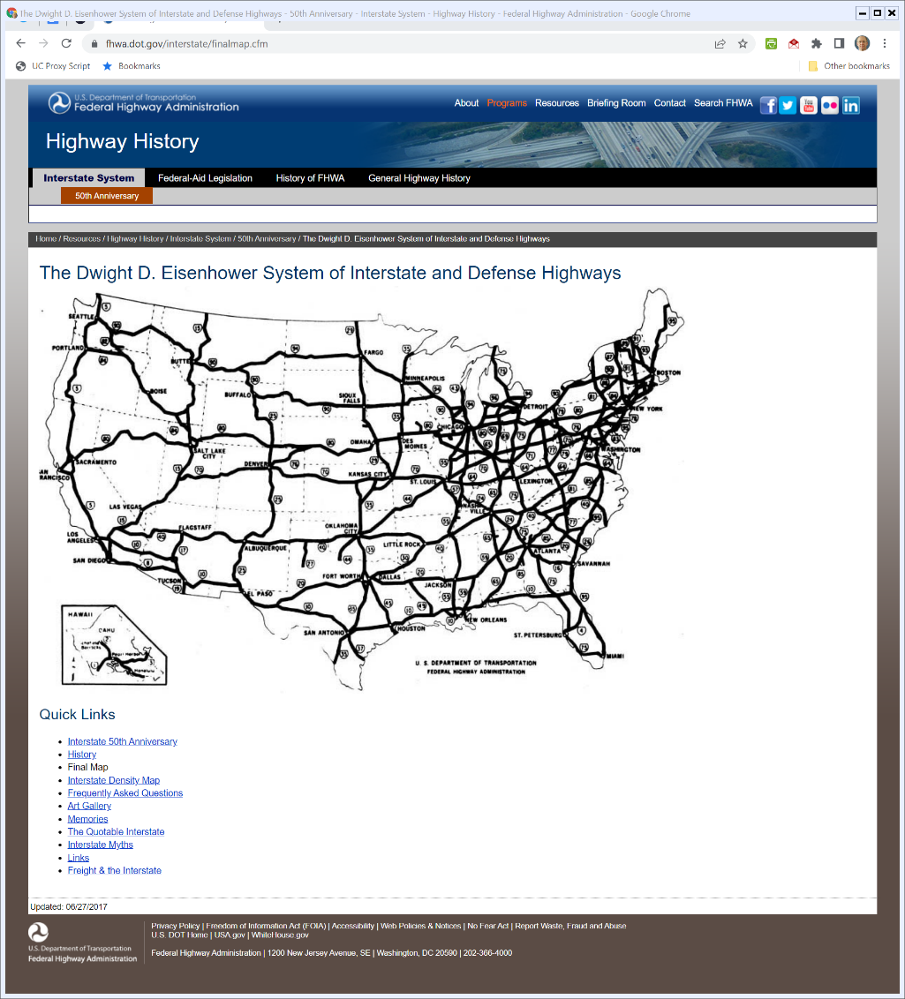 The Dwight D. Eisenhower System of Interstate and Defense Highways - 50th Anniversary - Interstate System - Highway History - Federal Highway Administration - Google Chrome
fhwa.dot.gov/interstate/finalmap.cfm
UC Proxy Script Bookmarks Other bookmarks
U.S. Department of Transportation
Federal Highway Administration
About Programs Resources Briefing Room Contact Search FHWA
Highway History
Interstate System Federal-Aid Legislation History of FHWA General Highway History
50th Anniversary
Home / Resources / Highway History / Interstate System / 50th Anniversary / The Dwight D. Eisenhower System of Interstate and Defense Highways
The Dwight D. Eisenhower System of Interstate and Defense Highways
SEATTLE
PORTLAND
BUTTE
FARGO
BOSTON
MINNEAPOLIS
BOISE
BUFFALO
SIOUX
FALLS
DETROIT
NEW YORK
CHICAGO
OMAHA
DES
MOINES
WASHINGTON
SALT LAKE
CITY
SACRAMENTO
DENVER
KANSAS CITY
SAN
FRANCISCO
ST. LOUIS
LEXINGTON
LAS VEGAS
NASH
VILLE
FLAGSTAFF
OKLAHOMA
CITY
LOS
ANGELES
ALBUQUERQUE
LITTLE ROCK
ATLANTA
SAN DIEGO
SAVANNAH
FORT WORTH
DALLAS
TUCSON
JACKSON
EL PASO
HAWAII
OAHU
Pearl Harbor
Honolulu
HOUSTON
NEW ORLEANS
SAN ANTONIO
ST. PETERSBURG
MIAMI
U. S. DEPARTMENT OF TRANSPORTATION
FEDERAL HIGHWAY ADMINISTRATION
Quick Links
Interstate 50th Anniversary
History
Final Map
Interstate Density Map
Frequently Asked Questions
Art Gallery
Memories
The Quotable Interstate
Interstate Myths
Links
Freight & the Interstate
Updated: 06/27/2017
Privacy Policy | Freedom of Information Act (FOIA) | Accessibility | Web Policies & Notices | No Fear Act | Report Waste, Fraud and Abuse
U.S. DOT Home | USA.gov | WhiteHouse.gov
U.S. Department of Transportation
Federal Highway Administration
Federal Highway Administration | 1200 New Jersey Avenue, SE | Washington, DC 20590 | 202-366-4000